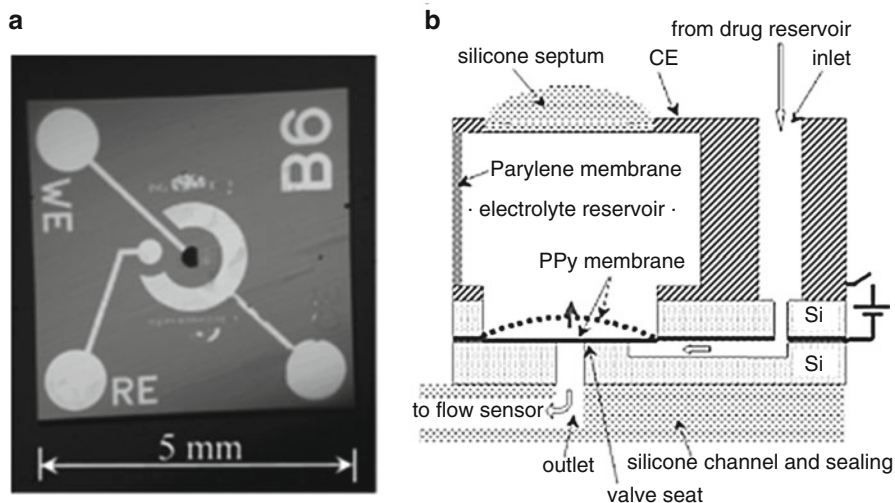 a
B6
WE
RE
5 mm
b
from drug reservoir
silicone septum
CE
inlet
Parylene membrane
· electrolyte reservoir ·
PPy membrane
Si
Si
to flow sensor
outlet
silicone channel and sealing
valve seat